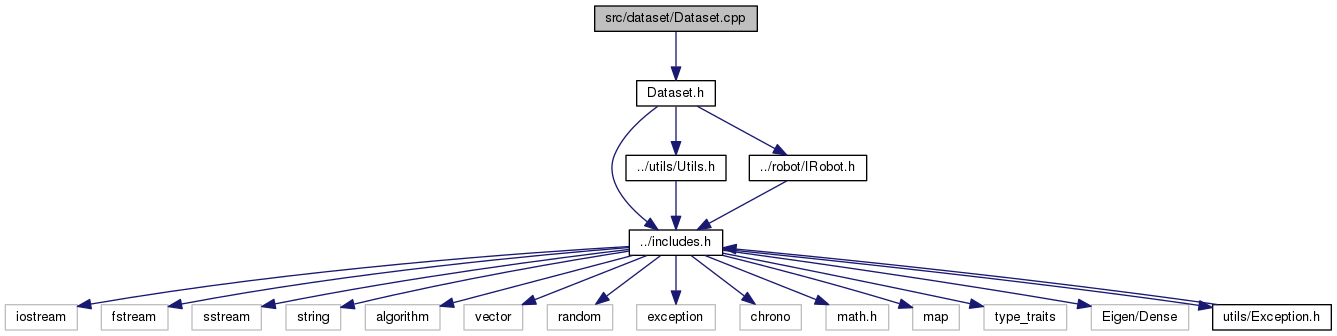 src/dataset/Dataset.cpp
Dataset.h
../utils/Utils.h
../robot/IRobot.h
../includes.h
iostream
fstream
sstream
string
algorithm
vector
random
exception
chrono
math.h
map
type_traits
Eigen/Dense
utils/Exception.h